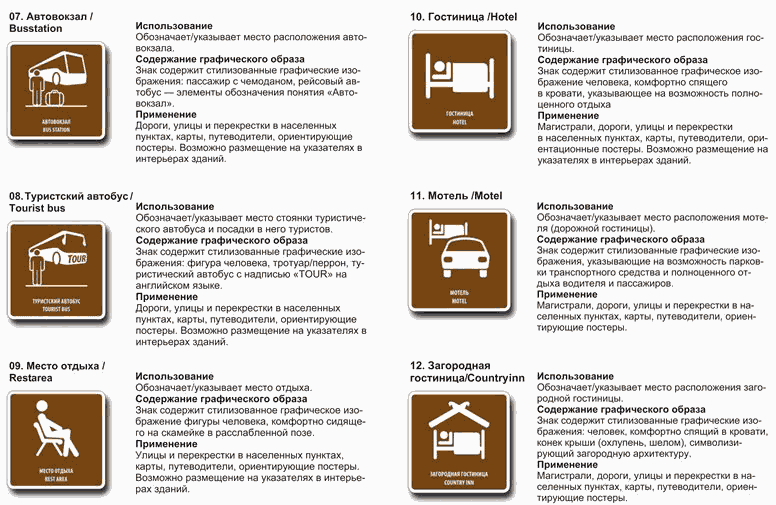 07. Автовокзал /
Busstation
АВТОВОКЗАЛ
BUS STATION
Использование
Обозначает/указывает место расположения авто-
вокзала.
Содержание графического образа
Знак содержит стилизованные графические изо-
бражения: пассажир с чемоданом, рейсовый ав-
тобус — элементы обозначения понятия «Авто-
вокзал».
Применение
Дороги, улицы и перекрестки в населенных
пунктах, карты, путеводители, ориентирующие
постеры. Возможно размещение на указателях в
интерьерах зданий.
08.Туристский автобус /
Tourist bus
TOUR
ТУРИСТСКИЙ АВТОБУС
TOURIST BUS
Использование
Обозначает/указывает место стоянки туристиче-
ского автобуса и посадки в него туристов.
Содержание графического образа
Знак содержит стилизованные графические изо-
бражения: фигура человека, тротуар/перрон, ту-
ристический автобус с надписью «TOUR» на
английском языке.
Применение
Дороги, улицы и перекрестки в населенных
пунктах, карты, путеводители, ориентирующие
постеры. Возможно размещение на указателях в
интерьерах зданий.
09. Место отдыха /
Restarea
МЕСТО ОТДЫХА
REST AREA
Использование
Обозначает/указывает место отдыха.
Содержание графического образа
Знак содержит стилизованное графическое изо-
бражение фигуры человека, комфортно сидяще-
го на скамейке в расслабленной позе.
Применение
Улицы и перекрестки в населенных пунктах,
карты, путеводители, ориентирующие постеры.
Возможно размещение на указателях в интерье-
рах зданий.
10. Гостиница /Hotel
ГОСТИНИЦА
HOTEL
Использование
Обозначает/указывает место расположения гос-
тиницы.
Содержание графического образа
Знак содержит стилизованное графическое изо-
бражение человека, комфортно спящего
в кровати, указывающее на возможность полно-
ценного отдыха
Применение
Магистрали, дороги, улицы и перекрестки
в населенных пунктах, карты, путеводители, ори-
ентационные постеры. Возможно размещение на
указателях в интерьерах зданий.
11. Мотель /Motel
МОТЕЛЬ
MOTEL
Использование
Обозначает/указывает место расположения моте-
ля (дорожной гостиницы).
Содержание графического образа
Знак содержит стилизованные графические изо-
бражения, указывающие на возможность парков-
ки транспортного средства и полноценного от-
дыха водителя и пассажиров.
Применение
Магистрали, дороги, улицы и перекрестки в на-
селенных пунктах, карты, путеводители, ориен-
тирующие постеры.
12. Загородная
гостиница/Countryinn
ЗАГОРОДНАЯ ГОСТИНИЦА
COUNTRY INN
Использование
Обозначает/указывает место расположения заго-
родной гостиницы.
Содержание графического образа
Знак содержит стилизованные графические изо-
бражения: человек, комфортно спящий в кровати,
конек крыши (охлупень, шелом), символизи-
рующий загородную архитектуру.
Применение
Магистрали, дороги, улицы и перекрестки в на-
селенных пунктах, карты, путеводители, ориен-
тирующие постеры.